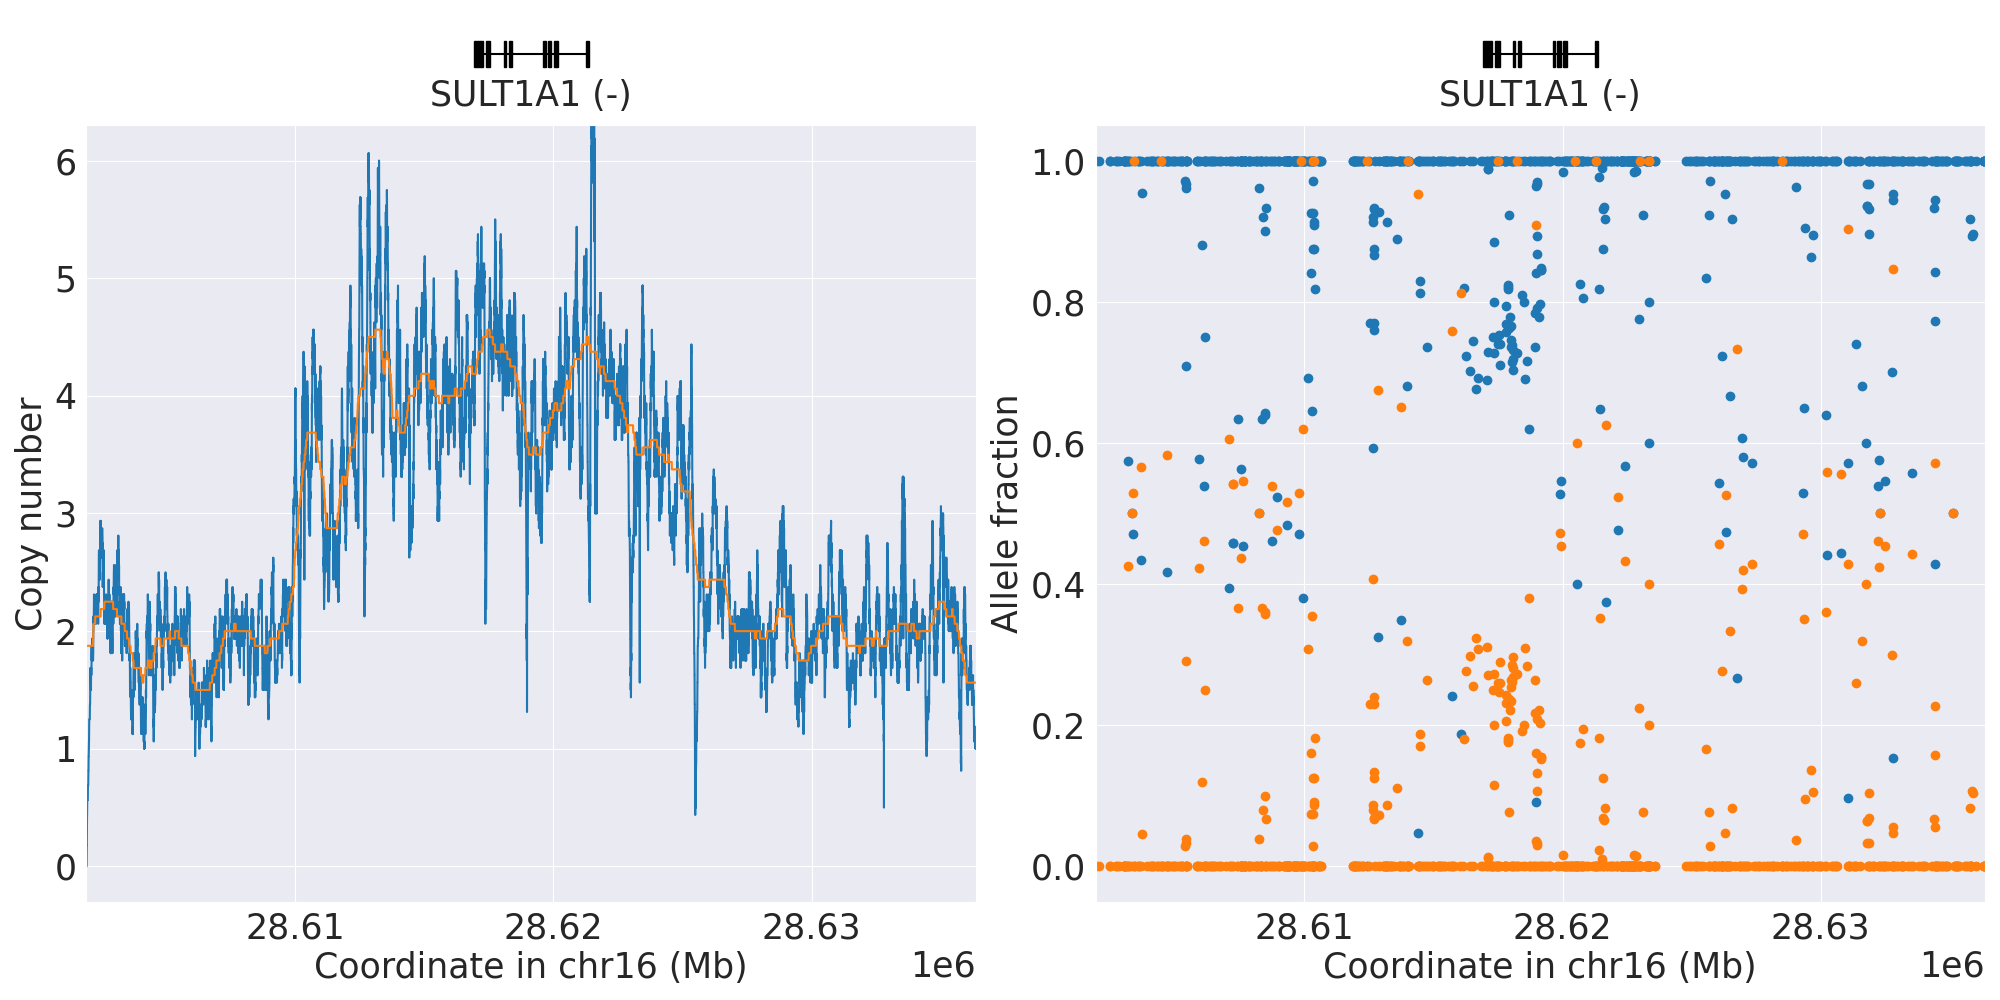 SULT1A1 (-)
6
5
4
3
2
1
0
Copy number
28.61
28.62
28.63
Coordinate in chr16 (Mb)
1e6
SULT1A1 (-)
1.0
0.8
0.6
0.4
0.2
0.0
Allele fraction
28.61
28.62
28.63
Coordinate in chr16 (Mb)
1e6